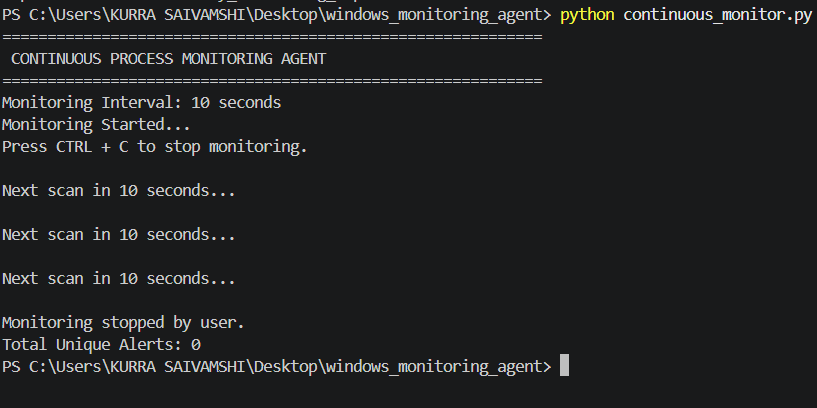 PS C:\Users\KURRA SAIVAMSHI\Desktop\windows_monitoring_agent> python continuous_monitor.py
============================================================
CONTINUOUS PROCESS MONITORING AGENT
============================================================
Monitoring Interval: 10 seconds
Monitoring Started...
Press CTRL + C to stop monitoring.
Next scan in 10 seconds...
Next scan in 10 seconds...
Next scan in 10 seconds...
Monitoring stopped by user.
Total Unique Alerts: 0
PS C:\Users\KURRA SAIVAMSHI\Desktop\windows_monitoring_agent>